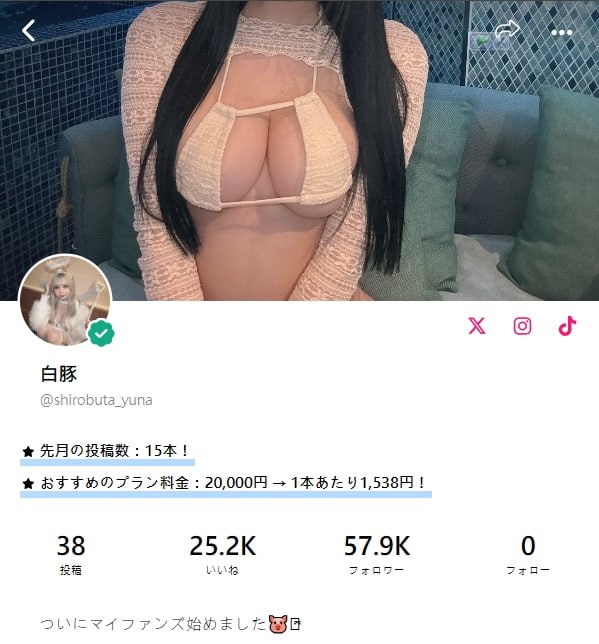 白豚
@shirobuta_yuna
★ 先月の投稿数：15本！
★ おすすめのプラン料金：20,000円 → 1本あたり1,538円！
38 25.2K 57.9K 0
投稿 いいね フォロワー フォロー
ついにマイファンズ始めました🐷